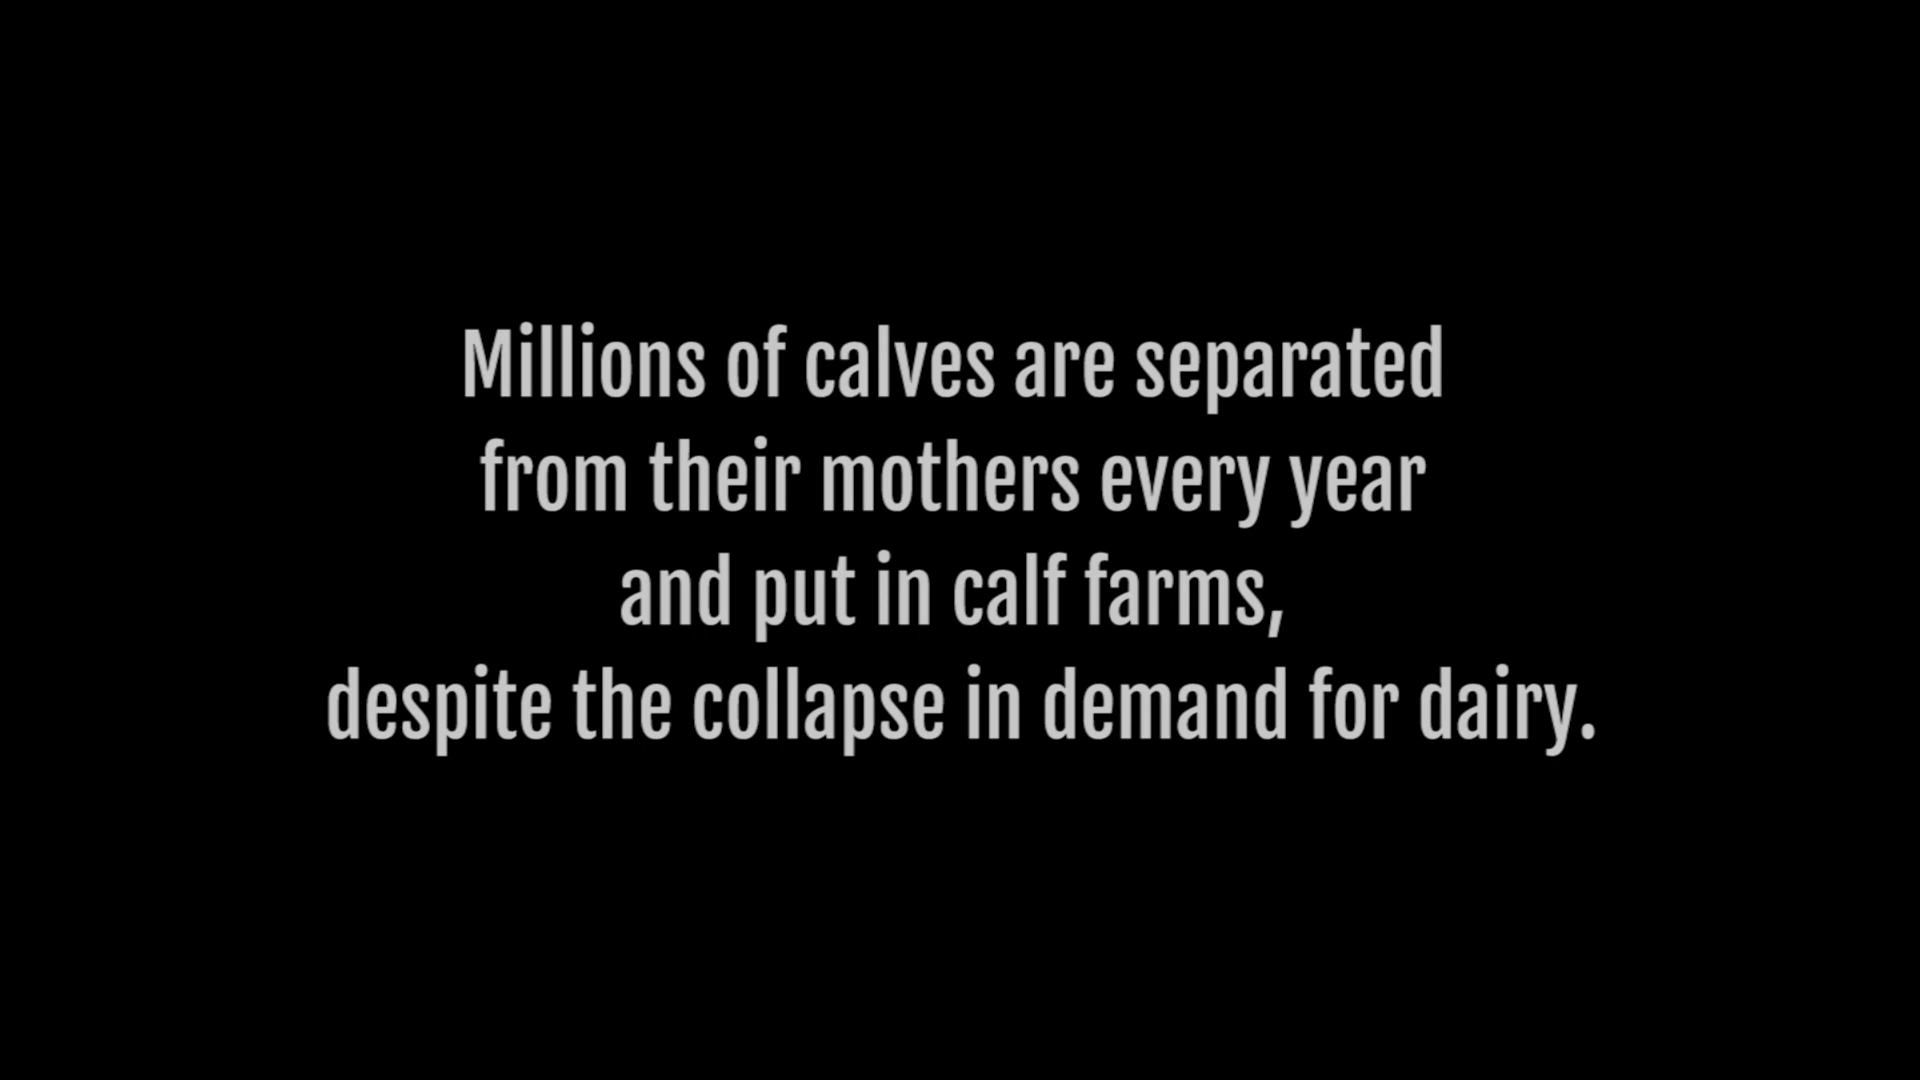 Millions of calves are separated
from their mothers every year
and put in calf farms,
despite the collapse in demand for dairy.